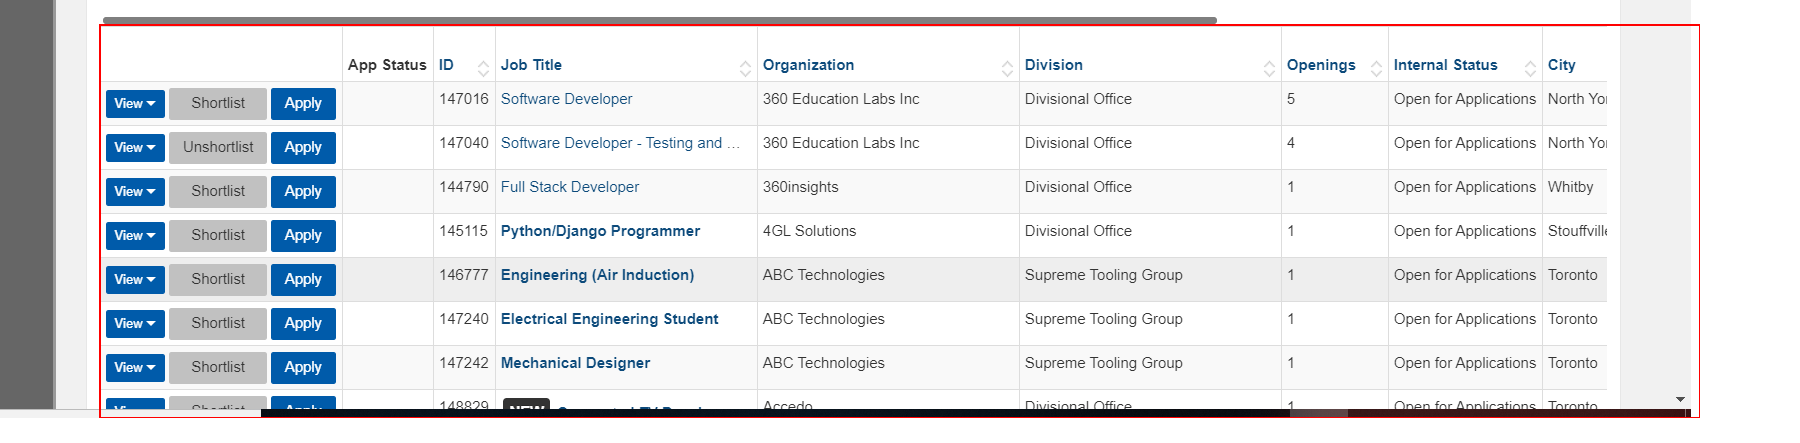 App Status ID Job Title Organization Division Openings Internal Status City
View Shortlist Apply 147016 Software Developer 360 Education Labs Inc Divisional Office 5 Open for Applications North Yo
View Unshortlist Apply 147040 Software Developer - Testing and ... 360 Education Labs Inc Divisional Office 4 Open for Applications North Yo
View Shortlist Apply 144790 Full Stack Developer 360insights Divisional Office 1 Open for Applications Whitby
View Shortlist Apply 145115 Python/Django Programmer 4GL Solutions Divisional Office 1 Open for Applications Stouffville
View Shortlist Apply 146777 Engineering (Air Induction) ABC Technologies Supreme Tooling Group 1 Open for Applications Toronto
View Shortlist Apply 147240 Electrical Engineering Student ABC Technologies Supreme Tooling Group 1 Open for Applications Toronto
View Shortlist Apply 147242 Mechanical Designer ABC Technologies Supreme Tooling Group 1 Open for Applications Toronto
View Shortlist Apply 148829 NEW Accedo Divisional Office 1 Open for Applications Toronto